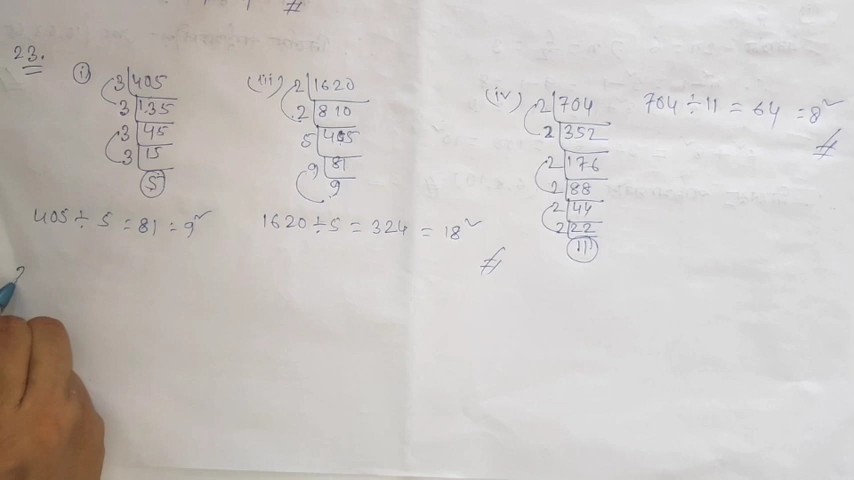 23.
(i) 3|405
3|135
3|45
3|15
5
405 ÷ 5 = 81 = 9²
(iii) 2|1620
2|810
5|405
9|81
9
1620 ÷ 5 = 324 = 18²
(iv) 2|704
2|352
2|176
2|88
2|44
2|22
11
704 ÷ 11 = 64 = 8²